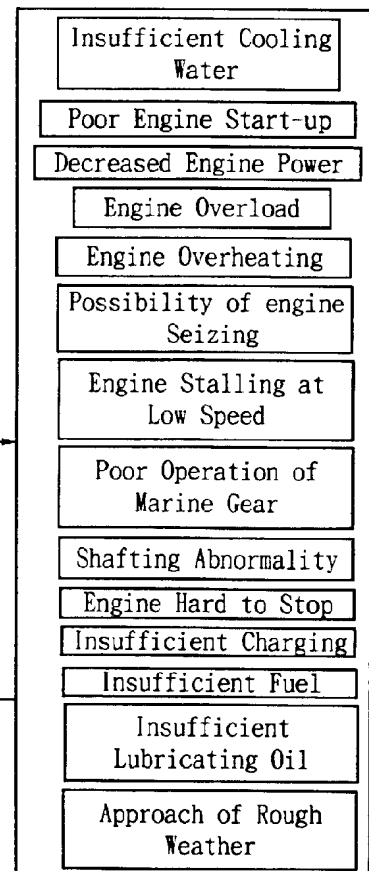 Insufficient Cooling
Water
Poor Engine Start-up
Decreased Engine Power
Engine Overload
Engine Overheating
Possibility of engine
Seizing
Engine Stalling at
Low Speed
Poor Operation of
Marine Gear
Shafting Abnormality
Engine Hard to Stop
Insufficient Charging
Insufficient Fuel
Insufficient
Lubricating Oil
Approach of Rough
Weather